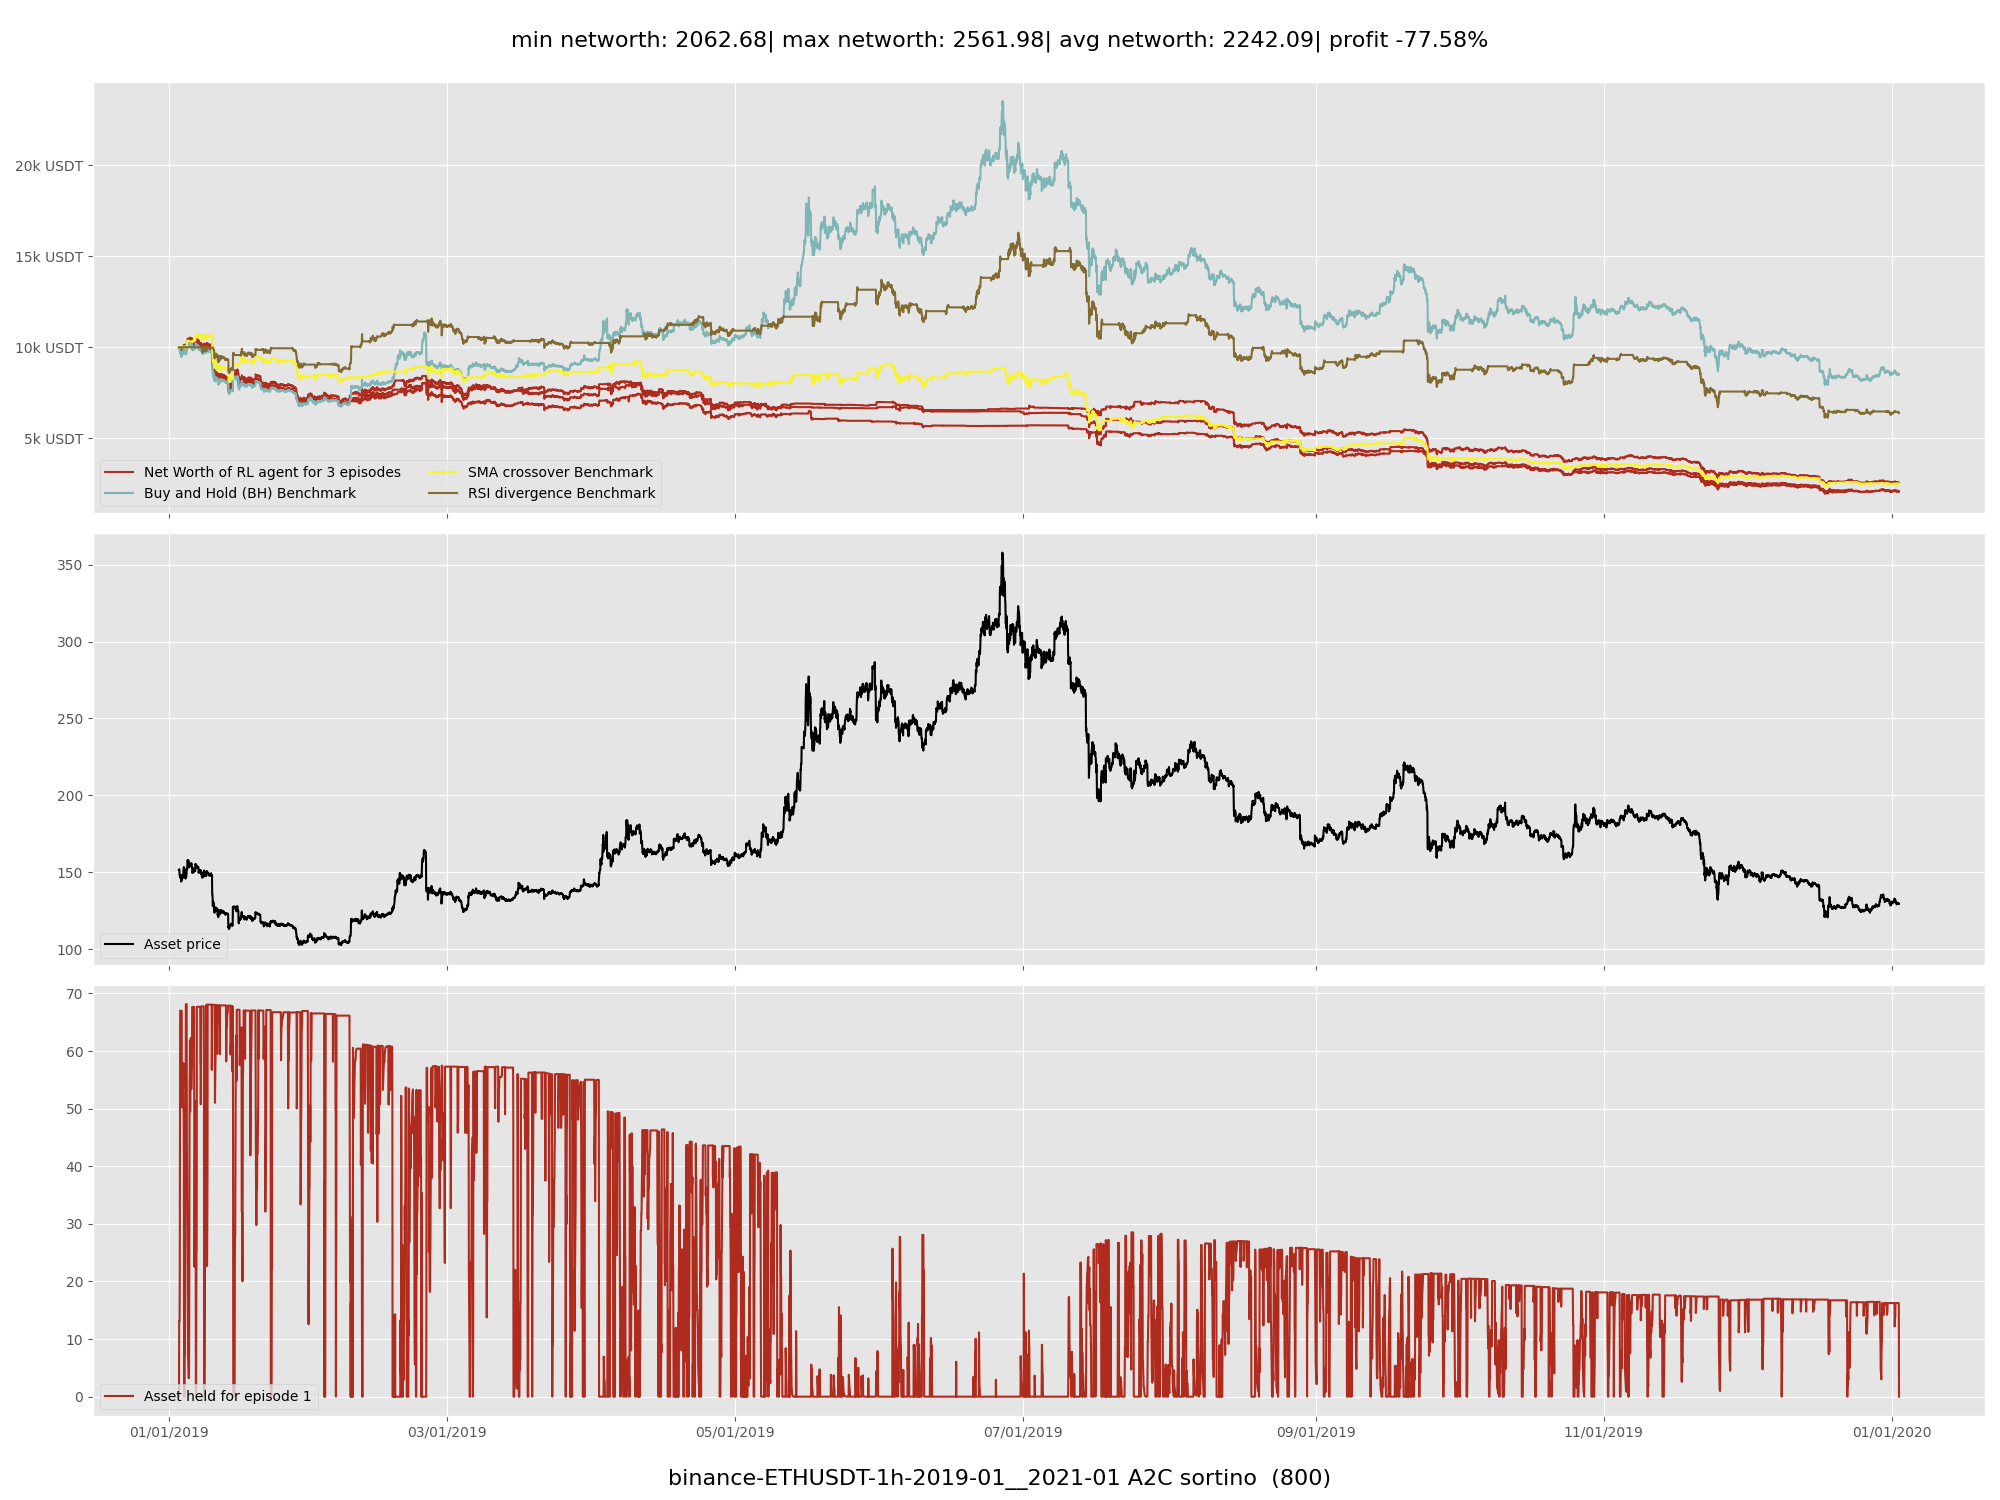 min networth: 2062.68| max networth: 2561.98| avg networth: 2242.09| profit -77.58%
20k USDT
15k USDT
10k USDT
5k USDT
Net Worth of RL agent for 3 episodes
Buy and Hold (BH) Benchmark
SMA crossover Benchmark
RSI divergence Benchmark
350
300
250
200
150
100
Asset price
70
60
50
40
30
20
10
0
Asset held for episode 1
01/01/2019 03/01/2019 05/01/2019 07/01/2019 09/01/2019 11/01/2019 01/01/2020
binance-ETHUSDT-1h-2019-01__2021-01 A2C sortino (800)